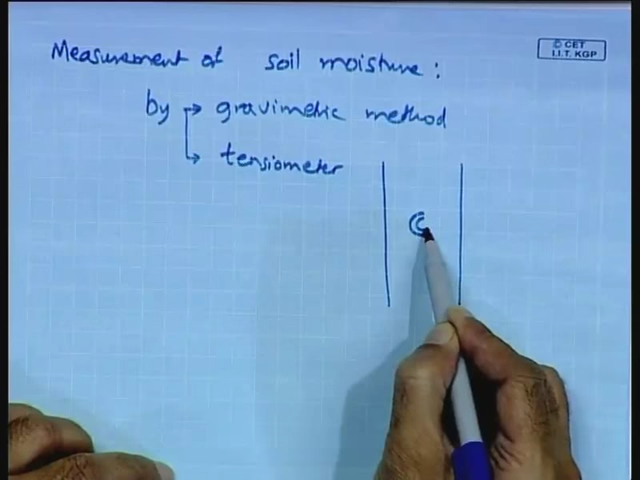 © CET
I.I.T. KGP
Measurement of soil moisture:
by → gravimetric method
→ tensiometer